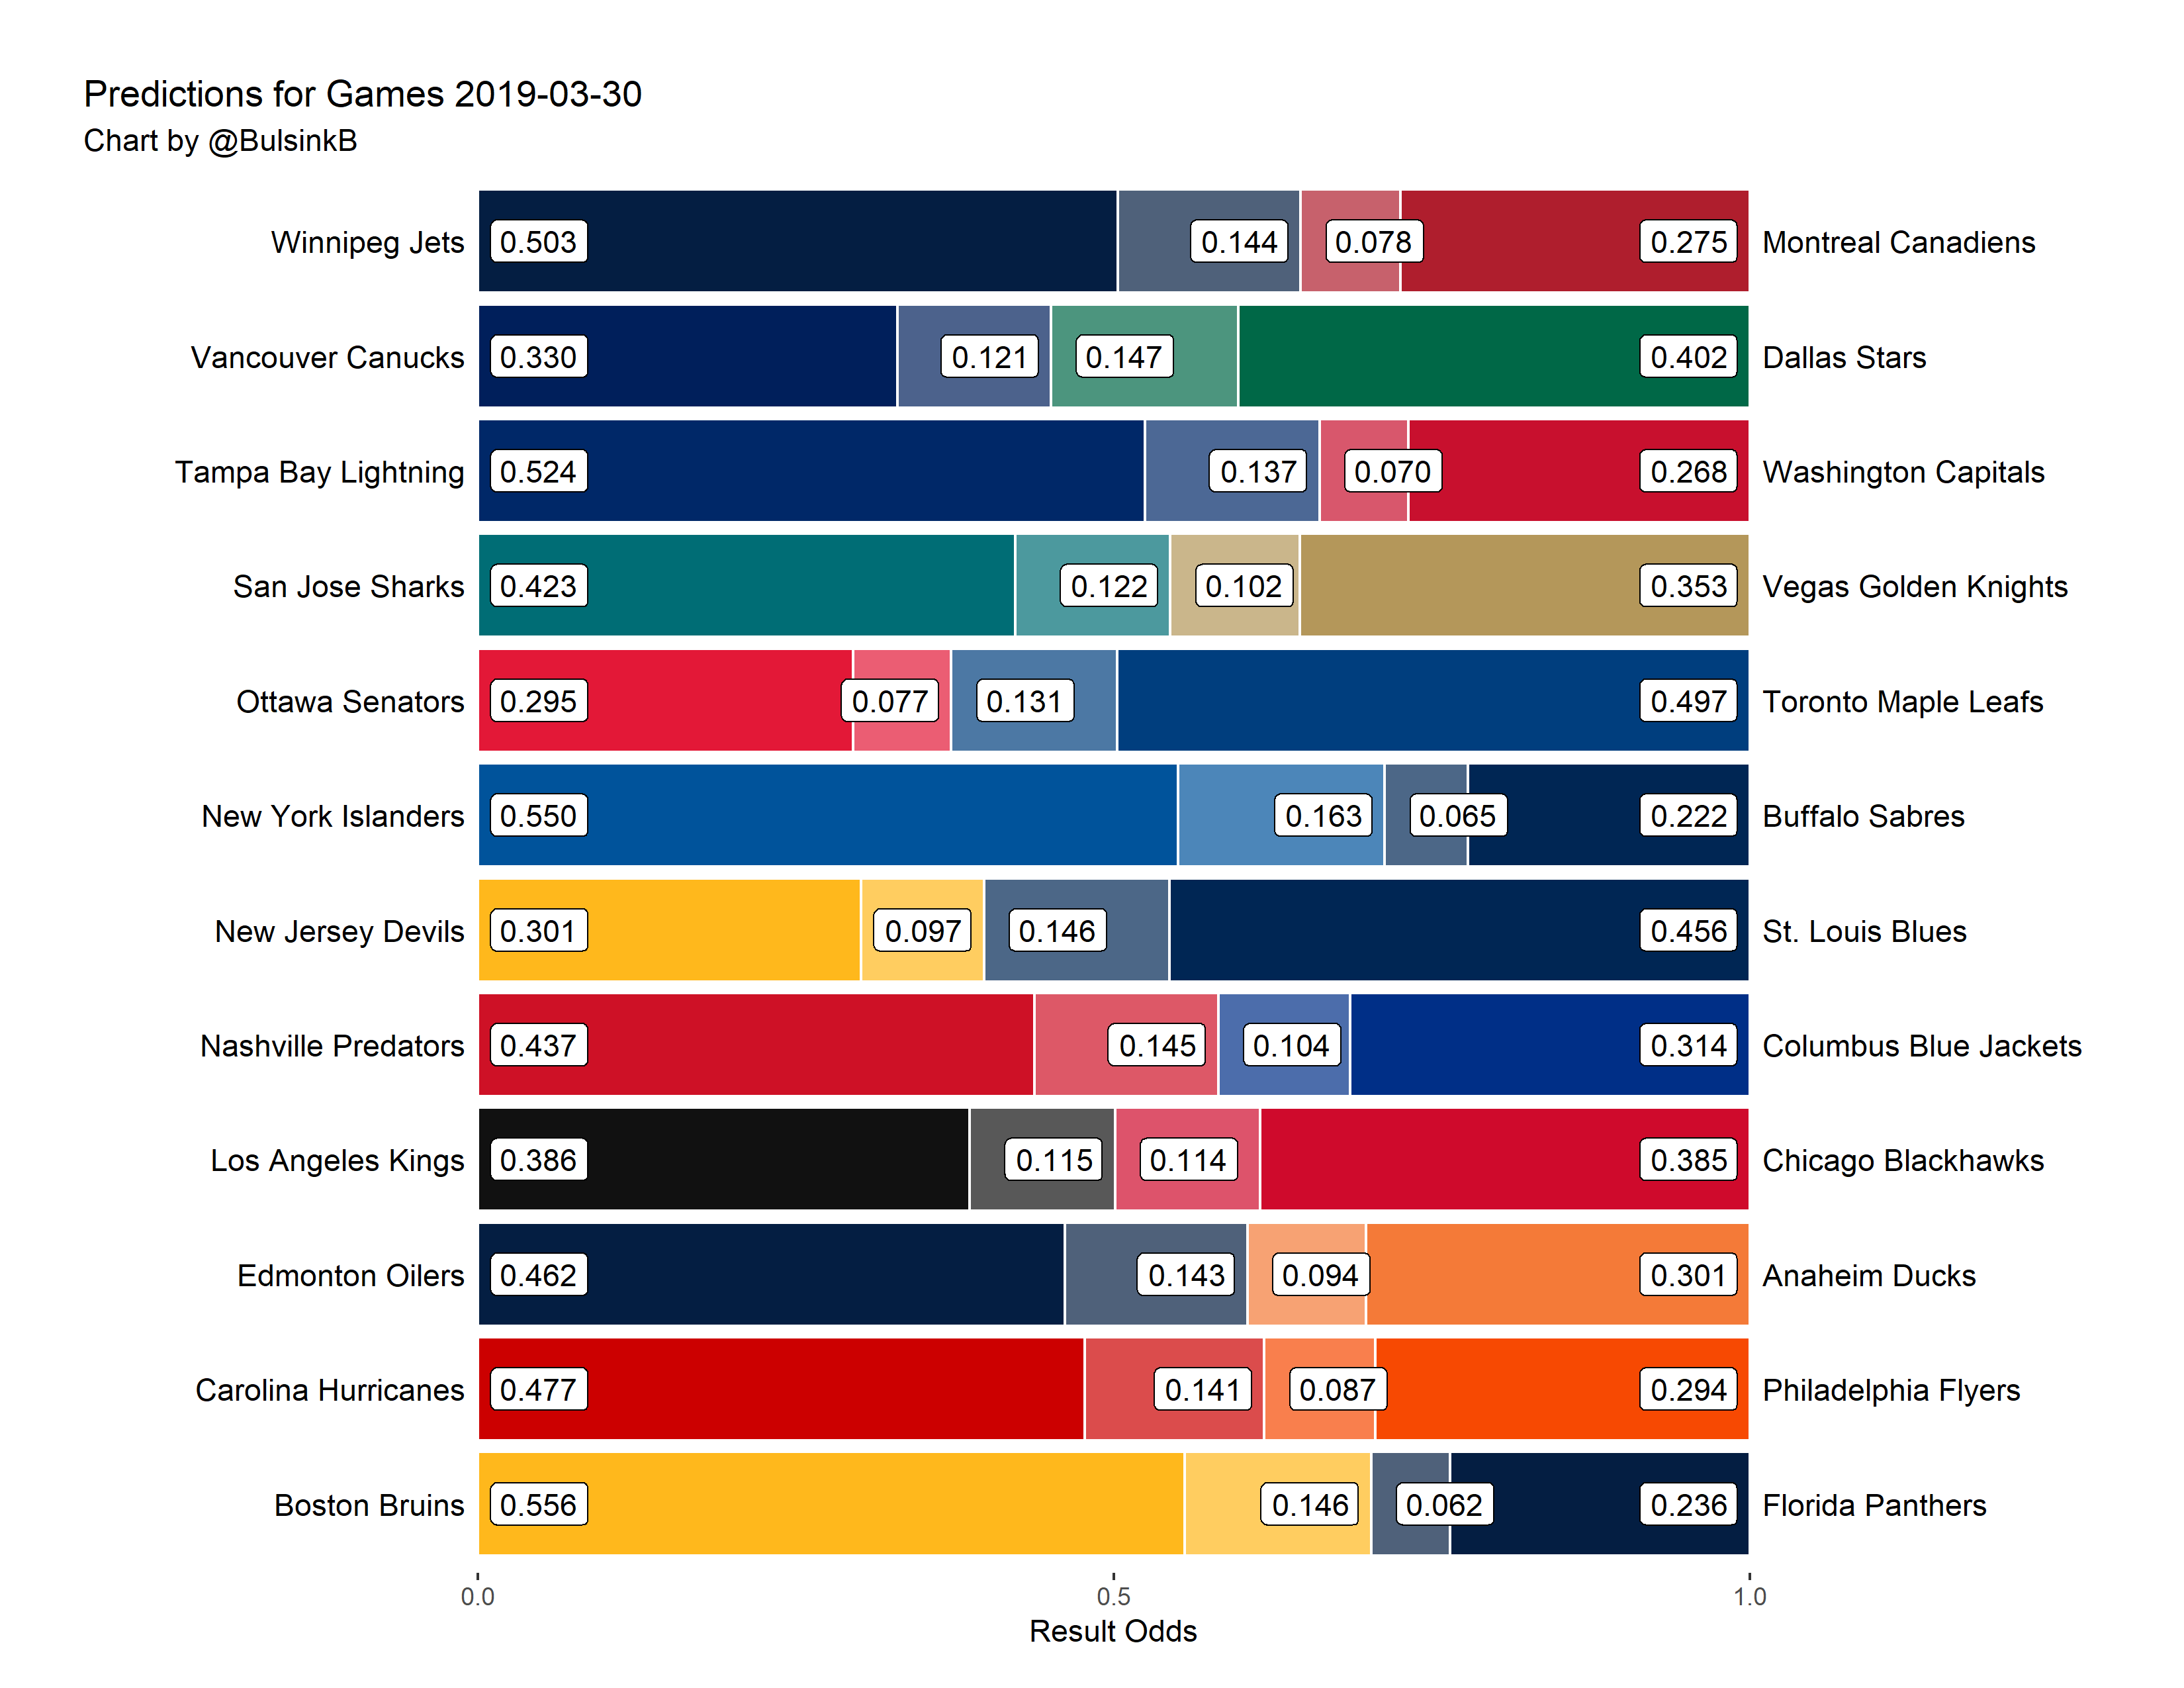 Predictions for Games 2019-03-30
Chart by @BulsinkB
Winnipeg Jets 0.503 0.144 0.078 0.275 Montreal Canadiens
Vancouver Canucks 0.330 0.121 0.147 0.402 Dallas Stars
Tampa Bay Lightning 0.524 0.137 0.070 0.268 Washington Capitals
San Jose Sharks 0.423 0.122 0.102 0.353 Vegas Golden Knights
Ottawa Senators 0.295 0.077 0.131 0.497 Toronto Maple Leafs
New York Islanders 0.550 0.163 0.065 0.222 Buffalo Sabres
New Jersey Devils 0.301 0.097 0.146 0.456 St. Louis Blues
Nashville Predators 0.437 0.145 0.104 0.314 Columbus Blue Jackets
Los Angeles Kings 0.386 0.115 0.114 0.385 Chicago Blackhawks
Edmonton Oilers 0.462 0.143 0.094 0.301 Anaheim Ducks
Carolina Hurricanes 0.477 0.141 0.087 0.294 Philadelphia Flyers
Boston Bruins 0.556 0.146 0.062 0.236 Florida Panthers
0.0 0.5 1.0
Result Odds